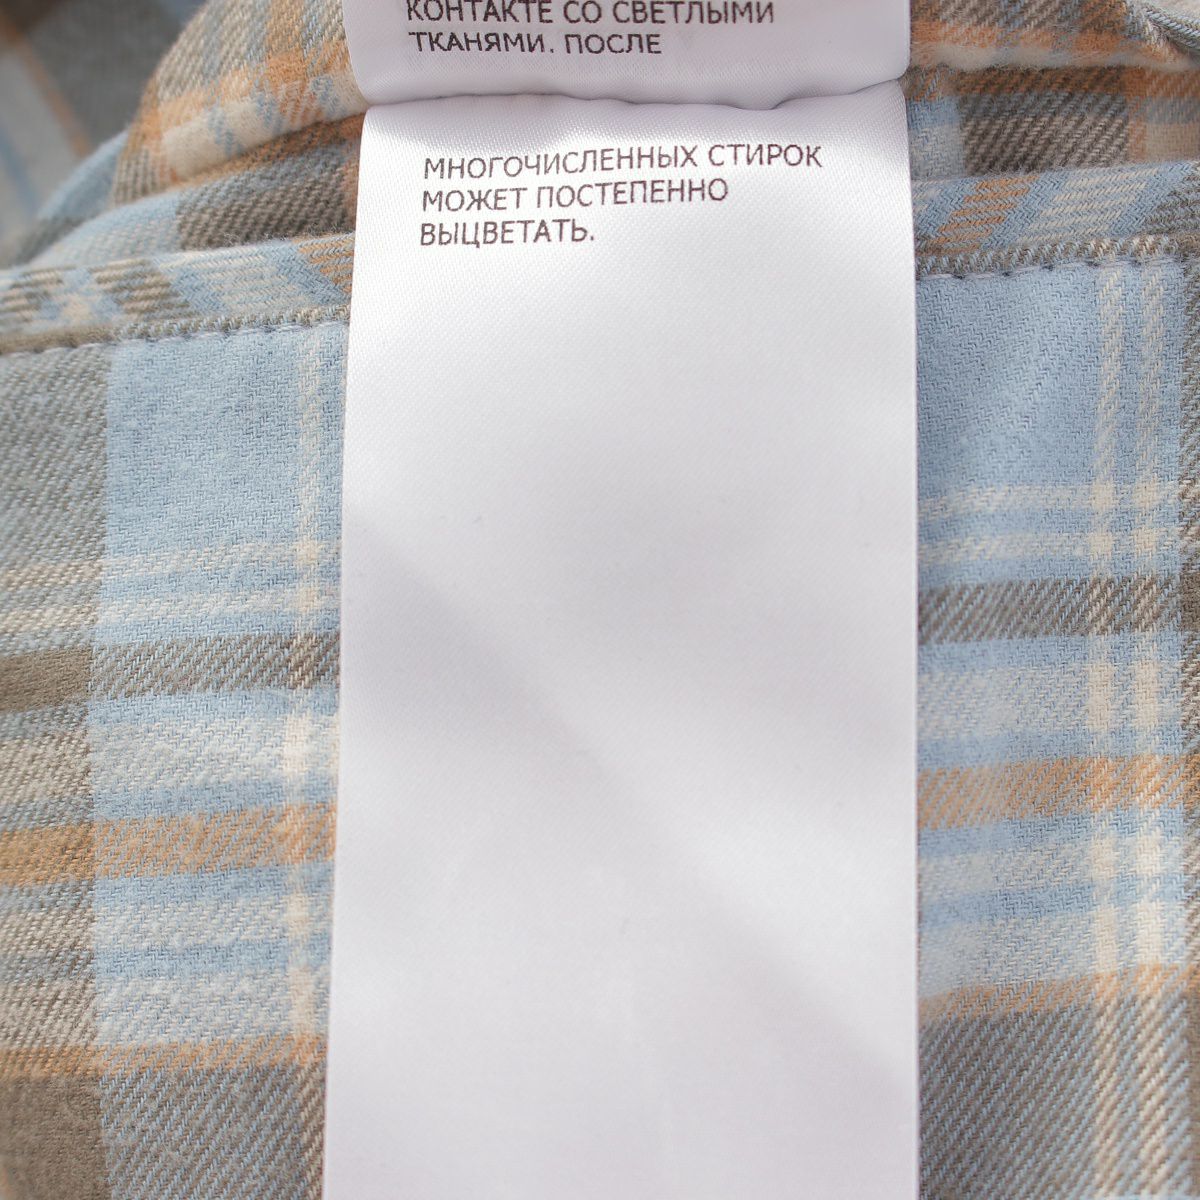 КОНТАКТЕ СО СВЕТЛЫМИ
ТКАНЯМИ. ПОСЛЕ
МНОГОЧИСЛЕННЫХ СТИРОК
МОЖЕТ ПОСТЕПЕННО
ВЫЦВЕТАТЬ.